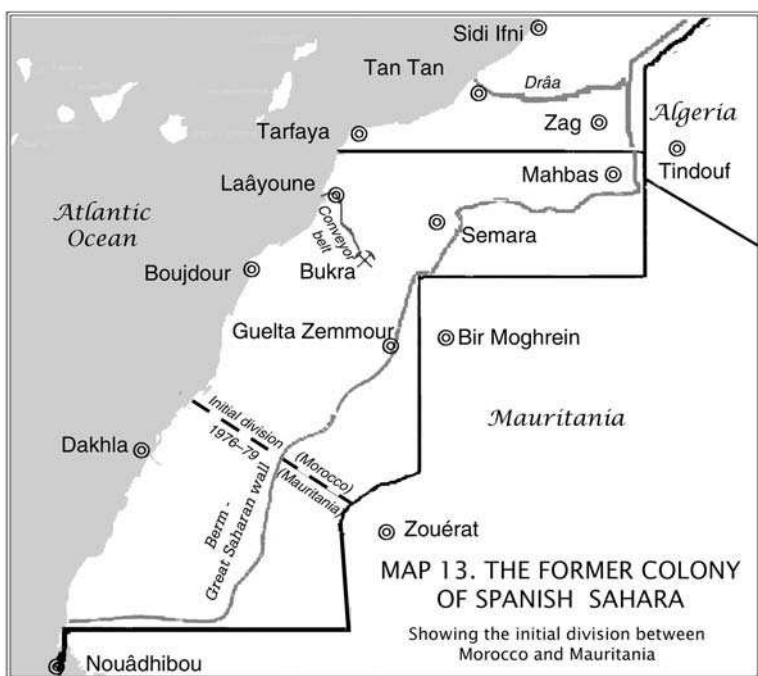 Sidi Ifni
Tan Tan
Drâa
Algeria
Zag
Tarfaya
Tindouf
Mahbas
Laâyoune
Atlantic
Ocean
Conveyor
belt
Semara
Boujdour
Bukra
Guelta Zemmour
Bir Moghrein
Mauritania
Initial division
1976–79
(Morocco)
(Mauritania)
Dakhla
Berm -
Great Saharan wall
Zouérat
MAP 13. THE FORMER COLONY
OF SPANISH SAHARA
Showing the initial division between
Morocco and Mauritania
Nouâdhibou